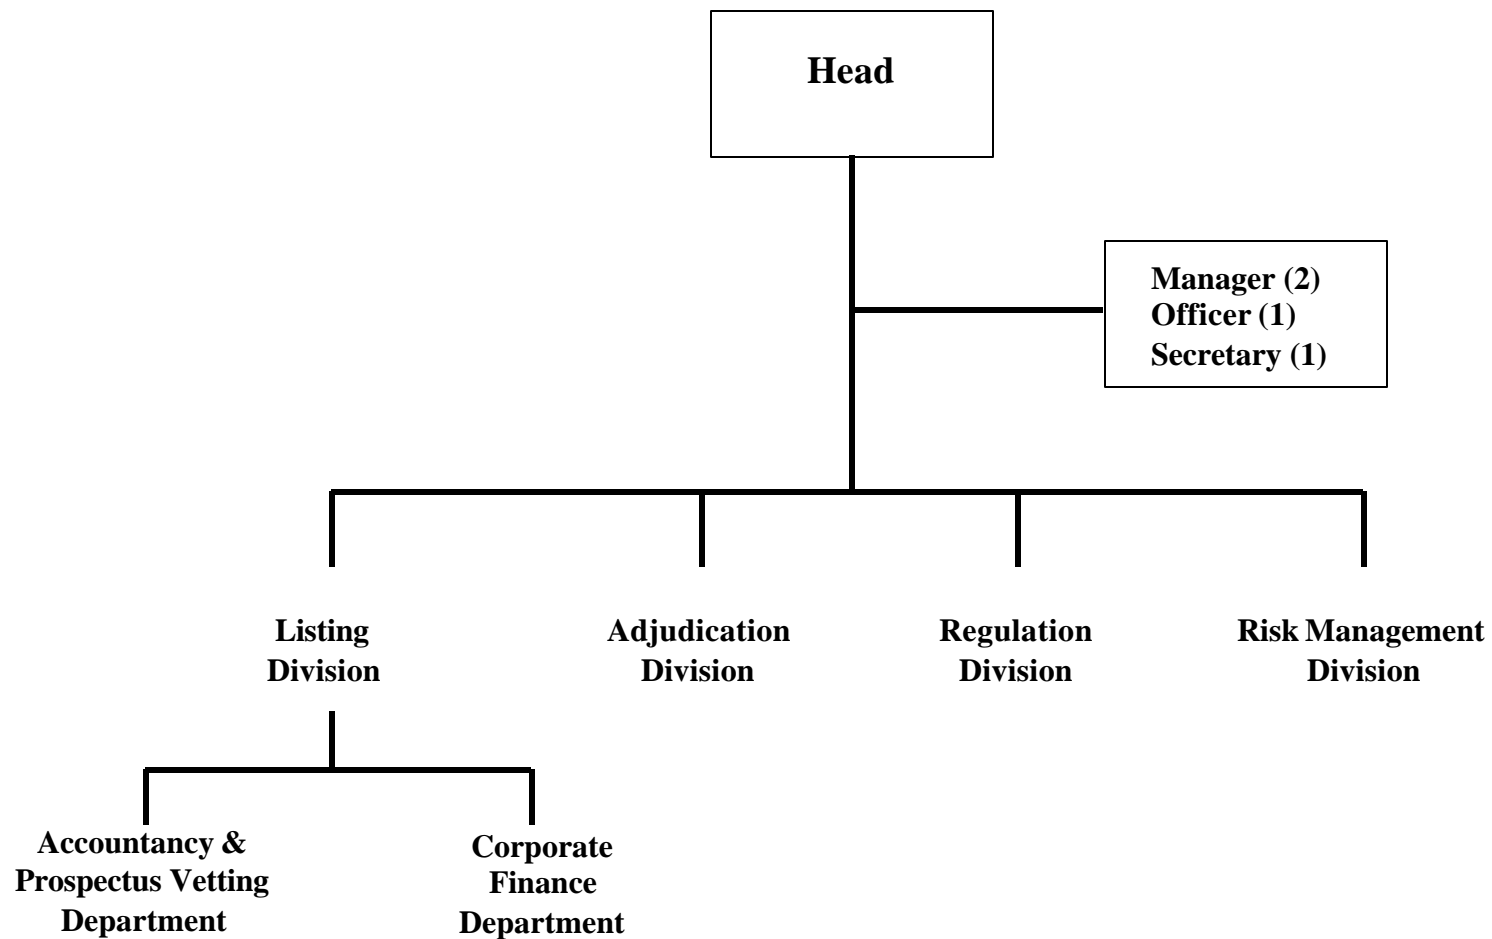 Head
Manager (2)
Officer (1)
Secretary (1)
Listing
Division
Adjudication
Division
Regulation
Division
Risk Management
Division
Accountancy &
Prospectus Vetting
Department
Corporate
Finance
Department